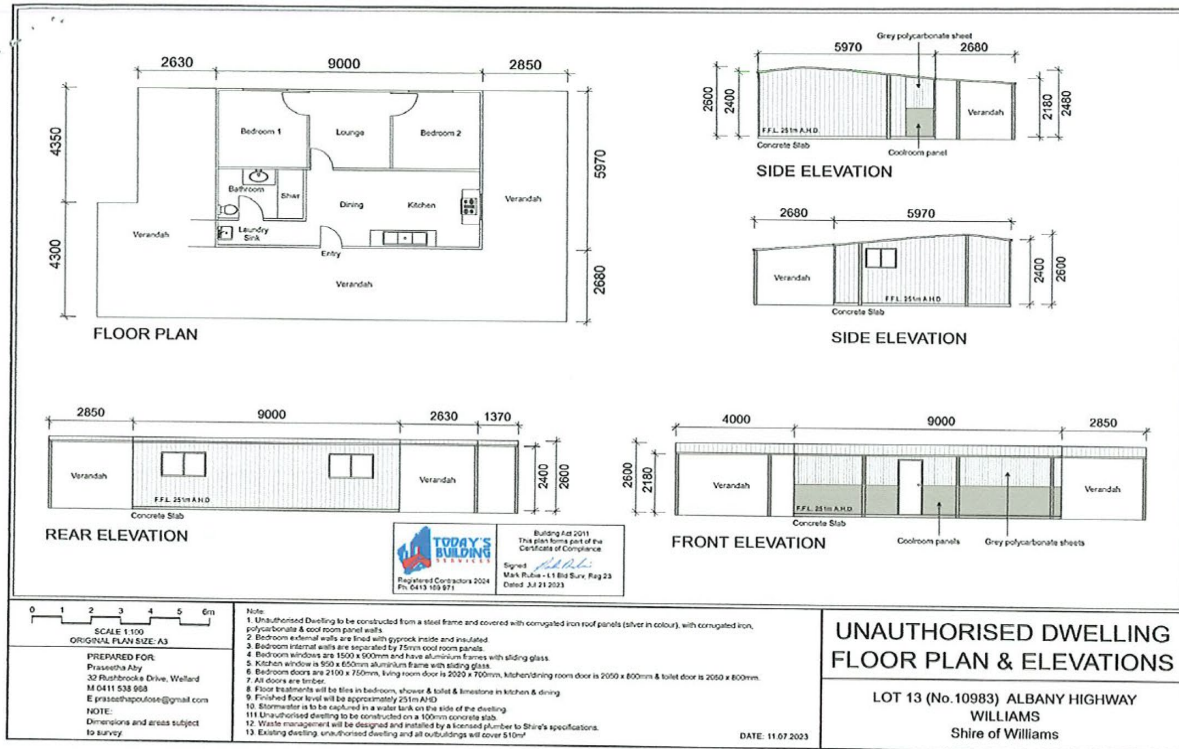 2630
9000
2850
4350
4300
5970
2680
Bedroom 1
Lounge
Bedroom 2
Bathroom
Shwr
Dining
Kitchen
Verandah
Verandah
Laundry
Sink
Entry
Verandah
FLOOR PLAN
Grey polycarbonate sheet
5970
2680
2600
2400
2180
2480
Verandah
F.F.L. 251m A.H.D.
Concrete Slab
Coolroom panel
SIDE ELEVATION
2680
5970
2400
2600
Verandah
F.F.L. 251m A.H.D
Concrete Slab
SIDE ELEVATION
2850
9000
2630
1370
Verandah
Verandah
2400
2600
F.F.L. 251m A.H.D
Concrete Slab
REAR ELEVATION
4000
9000
2850
2600
2180
Verandah
Verandah
F.F.L. 251m A.H.D
Concrete Slab
Coolroom panels
Grey polycarbonate sheets
FRONT ELEVATION
TODAY'S
BUILDING
SERVICES
Registered Contractors 2024
Ph: 0413 109 971
Building Act 2011
This plan forms part of the
Certificate of Compliance
Signed
Mark Rubie - L1 Bld Surv, Reg 23
Dated: Jul 21 2023
0 1 2 3 4 5 6m
SCALE 1:100
ORIGINAL PLAN SIZE: A3
PREPARED FOR:
Praseetha Aby
32 Rushbrooke Drive, Wellard
M 0411 538 968
E praseethapoulose@gmail.com
NOTE:
Dimensions and areas subject
to survey
Note:
1. Unauthorised Dwelling to be constructed from a steel frame and covered with corrugated iron roof panels (silver in colour), with corrugated iron,
polycarbonate & cool room panel walls.
2. Bedroom external walls are lined with gyprock inside and insulated.
3. Bedroom internal walls are separated by 75mm cool room panels.
4. Bedroom windows are 1500 x 900mm and have aluminium frames with sliding glass.
5. Kitchen window is 950 x 650mm aluminium frame with sliding glass.
6. Bedroom doors are 2100 x 750mm, living room door is 2020 x 700mm, kitchen/dining room door is 2050 x 800mm & toilet door is 2050 x 800mm.
7. All doors are timber.
8. Floor treatments will be tiles in bedroom, shower & toilet & limestone in kitchen & dining.
9. Finished floor level will be approximately 251m AHD
10. Stormwater is to be captured in a water tank on the side of the dwelling.
11 Unauthorised dwelling to be constructed on a 100mm concrete slab.
12. Waste management will be designed and installed by a licensed plumber to Shire's specifications.
13. Existing dwelling, unauthorised dwelling and all outbuildings will cover 510m²
DATE: 11.07.2023
UNAUTHORISED DWELLING
FLOOR PLAN & ELEVATIONS
LOT 13 (No.10983) ALBANY HIGHWAY
WILLIAMS
Shire of Williams